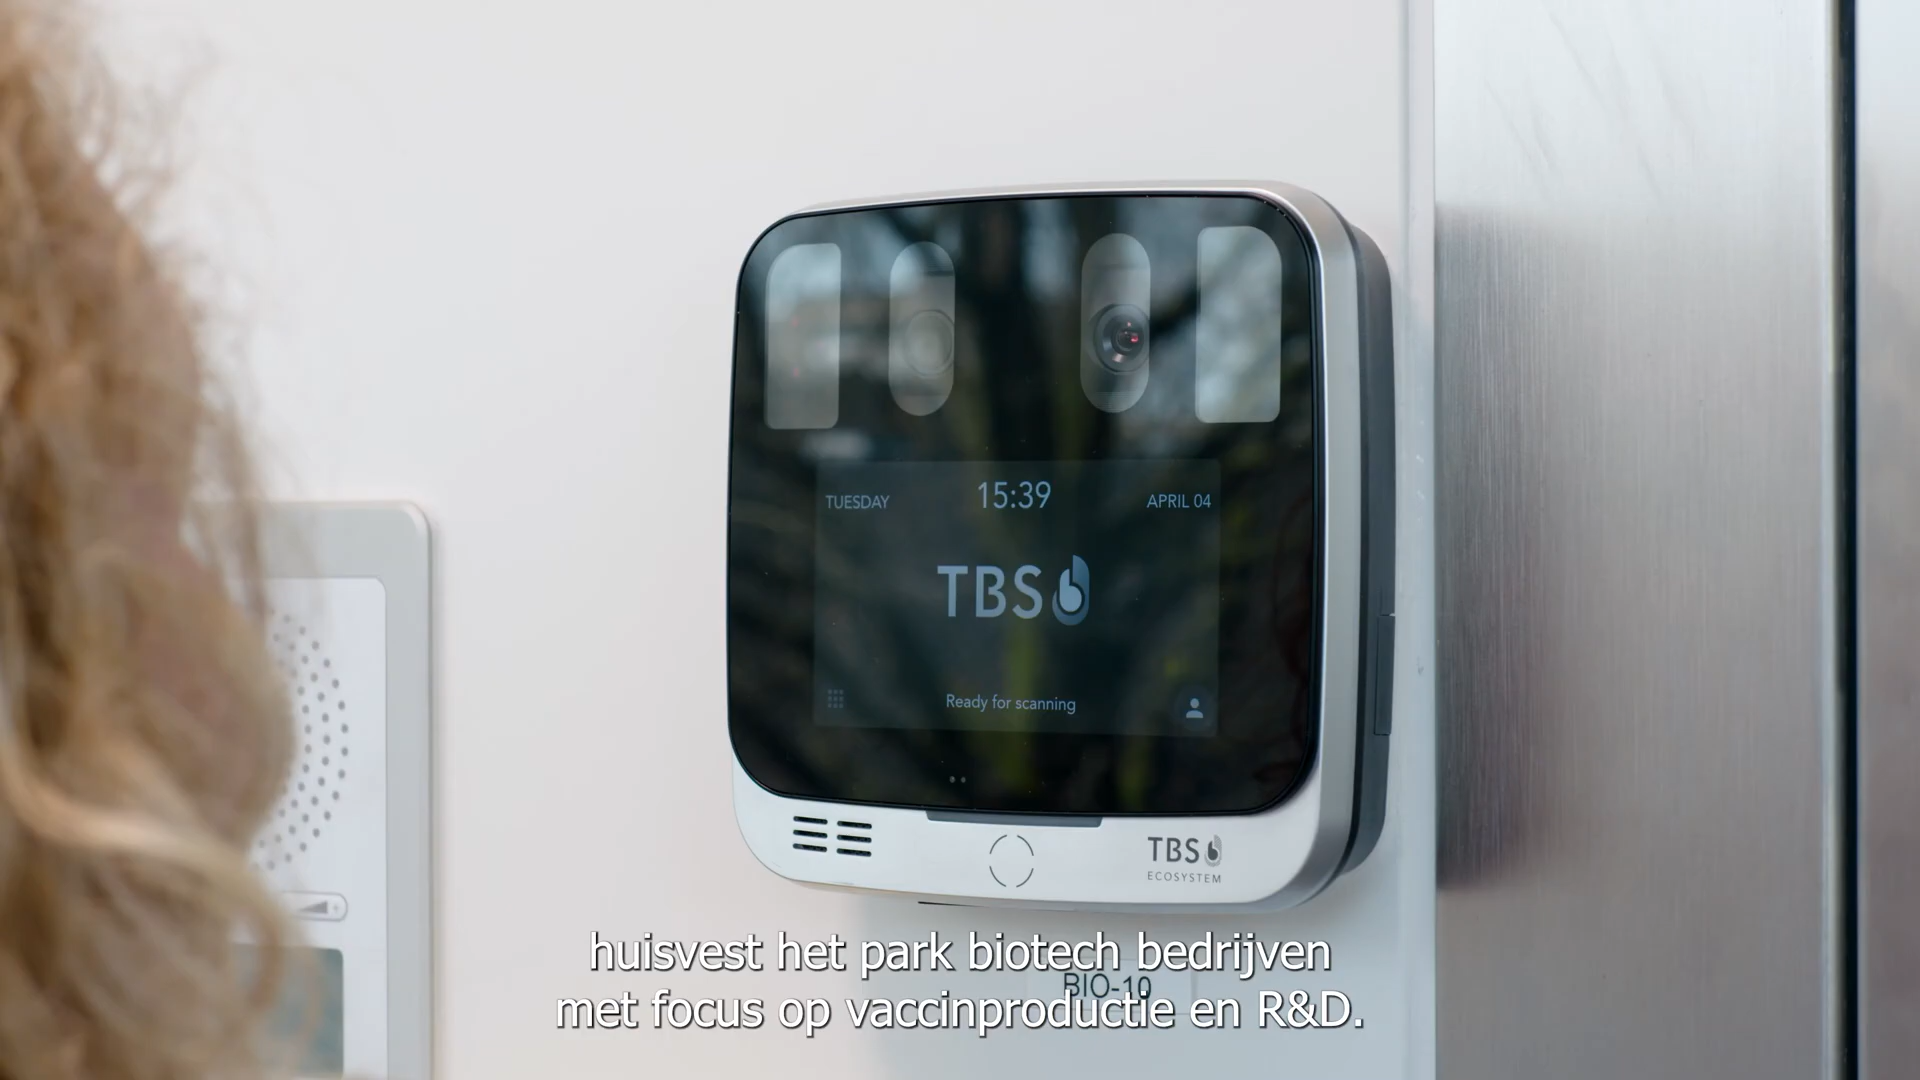 TUESDAY 15:39 APRIL 04
TBS
Ready for scanning
TBS
ECOSYSTEM
BIO-10
huisvest het park biotech bedrijven
met focus op vaccinproductie en R&D.